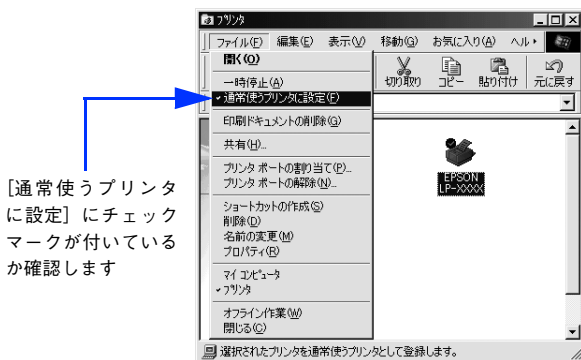 プリンタ
ファイル(F) 編集(E) 表示(V) 移動(G) お気に入り(A) ヘル
開く(O)
一時停止(A)
通常使うプリンタに設定(F)
印刷ドキュメントの削除(G)
共有(H)...
プリンタ ポートの割り当て(P)...
プリンタ ポートの解除(N)...
ショートカットの作成(S)
削除(D)
名前の変更(M)
プロパティ(R)
マイ コンピュータ
プリンタ
オフライン作業(W)
閉じる(C)
切り取り コピー 貼り付け 元に戻す
EPSON
LP-XXXX
選択されたプリンタを通常使うプリンタとして登録します。
[通常使うプリンタ
に設定]にチェック
マークが付いている
か確認します